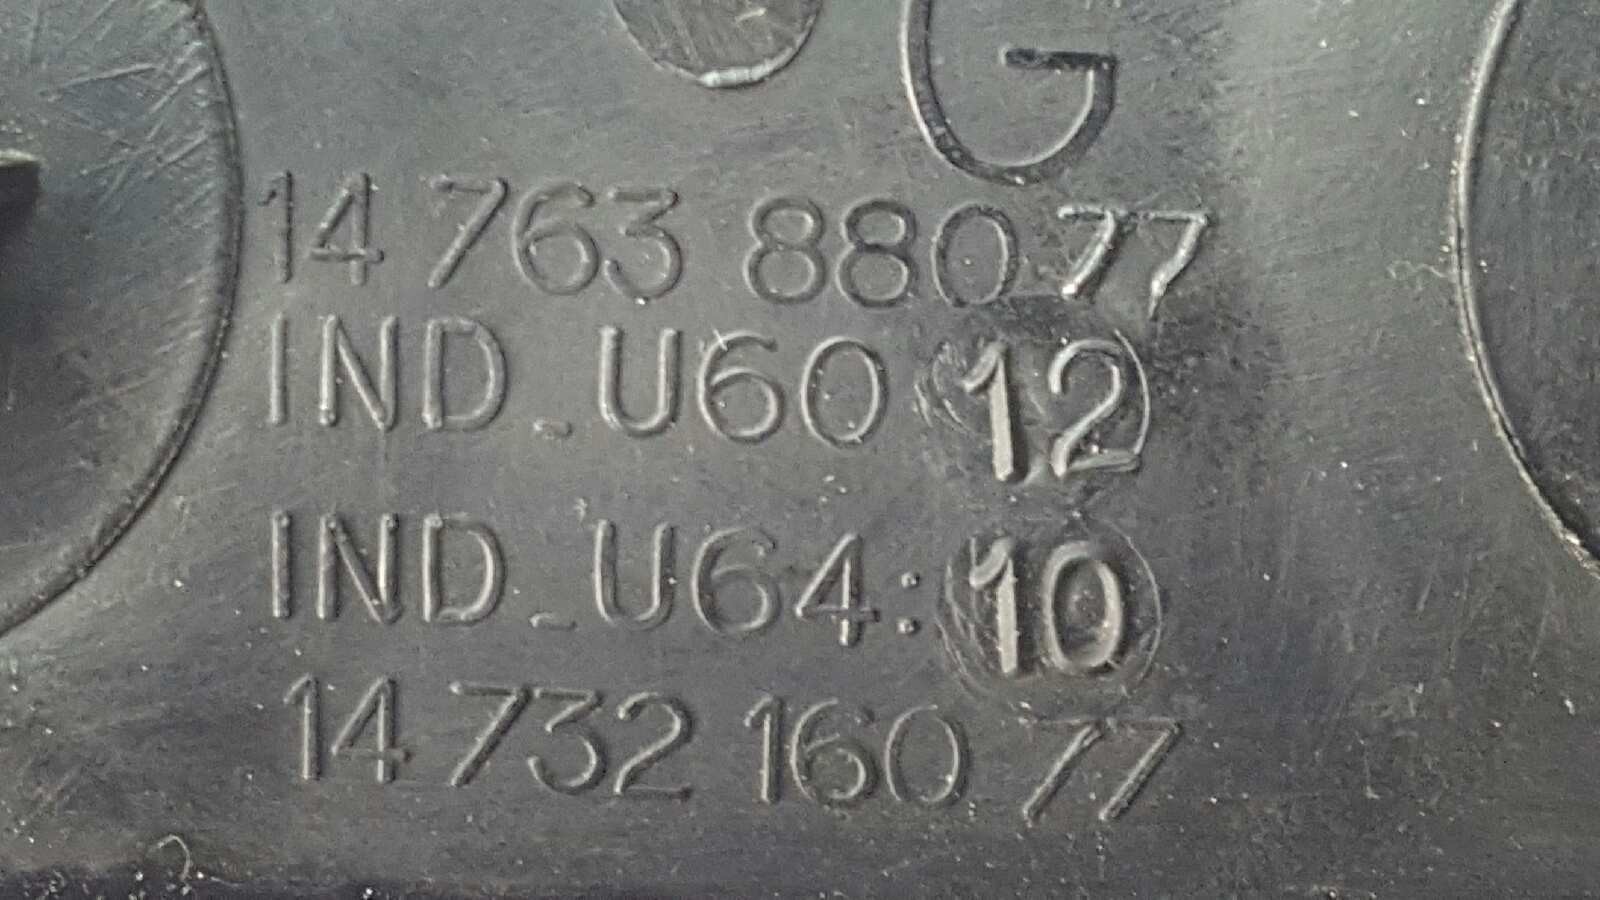 G
14 763 880 77
IND_U60 12
IND_U64: 10
14 732 160 77